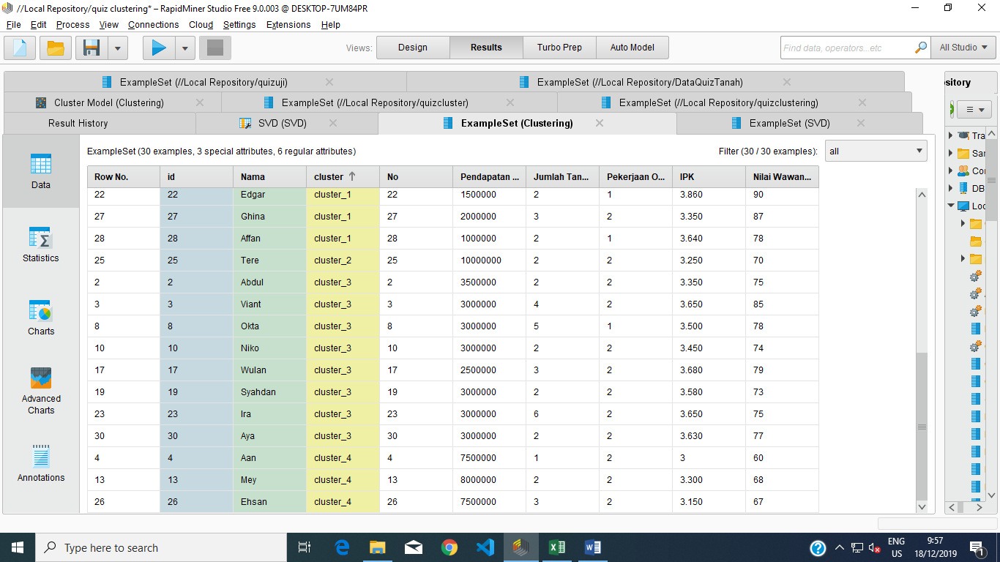 //Local Repository/quiz clustering* – RapidMiner Studio Free 9.0.003 @ DESKTOP-7UM84PR
File Edit Process View Connections Cloud Settings Extensions Help
Views: Design Results Turbo Prep Auto Model Find data, operators...etc All Studio
ExampleSet (//Local Repository/quizuji) ExampleSet (//Local Repository/DataQuizTanah) sitory
Cluster Model (Clustering) ExampleSet (//Local Repository/quizcluster) ExampleSet (//Local Repository/quizclustering)
Result History SVD (SVD) ExampleSet (Clustering) ExampleSet (SVD)
ExampleSet (30 examples, 3 special attributes, 6 regular attributes) Filter (30 / 30 examples): all
Row No. id Nama cluster No Pendapatan ... Jumlah Tan... Pekerjaan O... IPK Nilai Wawan...
22 22 Edgar cluster_1 22 1500000 2 1 3.860 90
27 27 Ghina cluster_1 27 2000000 3 2 3.350 87
28 28 Affan cluster_1 28 1000000 2 1 3.640 78
25 25 Tere cluster_2 25 10000000 2 2 3.250 70
2 2 Abdul cluster_3 2 3500000 2 2 3.350 75
3 3 Viant cluster_3 3 3000000 4 2 3.650 85
8 8 Okta cluster_3 8 3000000 5 1 3.500 78
10 10 Niko cluster_3 10 3000000 2 2 3.450 74
17 17 Wulan cluster_3 17 2500000 3 2 3.680 79
19 19 Syahdan cluster_3 19 3000000 2 2 3.580 73
23 23 Ira cluster_3 23 3000000 6 2 3.650 75
30 30 Aya cluster_3 30 3000000 2 2 3.630 77
4 4 Aan cluster_4 4 7500000 1 2 3 60
13 13 Mey cluster_4 13 8000000 2 2 3.300 68
26 26 Ehsan cluster_4 26 7500000 3 2 3.150 67
Data
Statistics
Charts
Advanced
Charts
Annotations
Tra
Sar
Cor
DB
Loc
Type here to search
ENG
US
9:57
18/12/2019
1